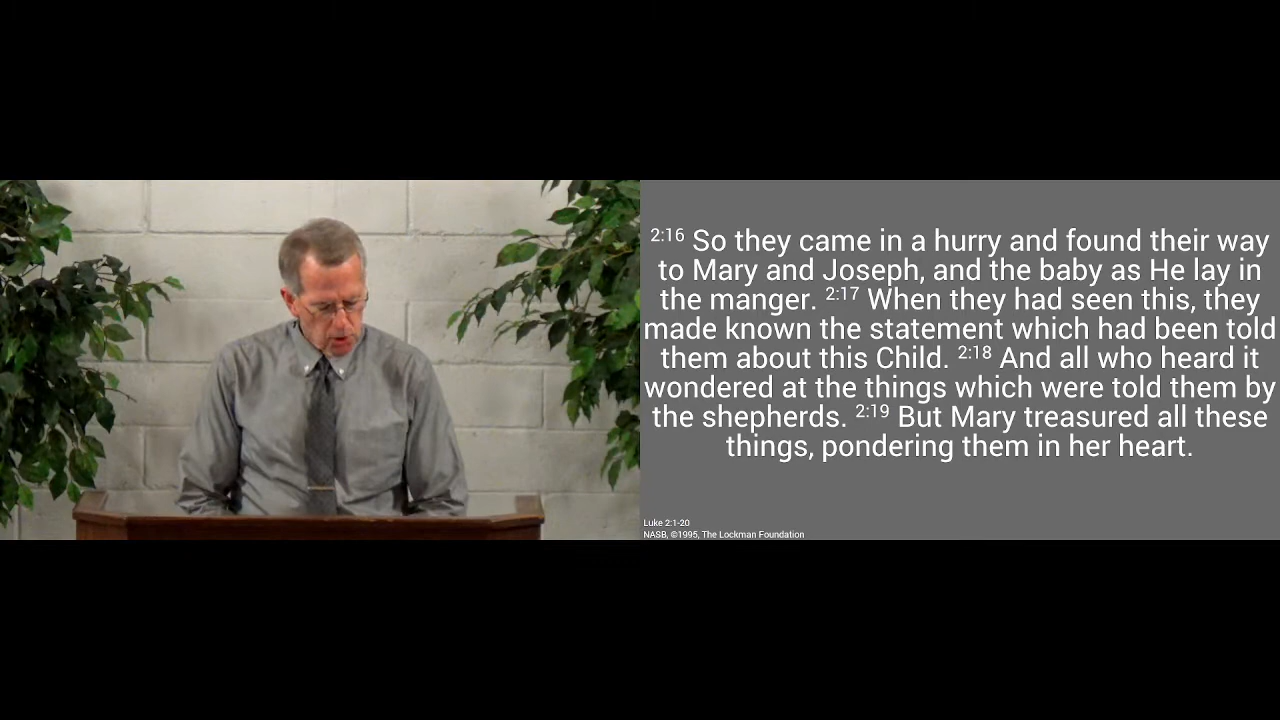 2:16 So they came in a hurry and found their way
to Mary and Joseph, and the baby as He lay in
the manger. 2:17 When they had seen this, they
made known the statement which had been told
them about this Child. 2:18 And all who heard it
wondered at the things which were told them by
the shepherds. 2:19 But Mary treasured all these
things, pondering them in her heart.
Luke 2:1-20
NASB, ©1995, The Lockman Foundation